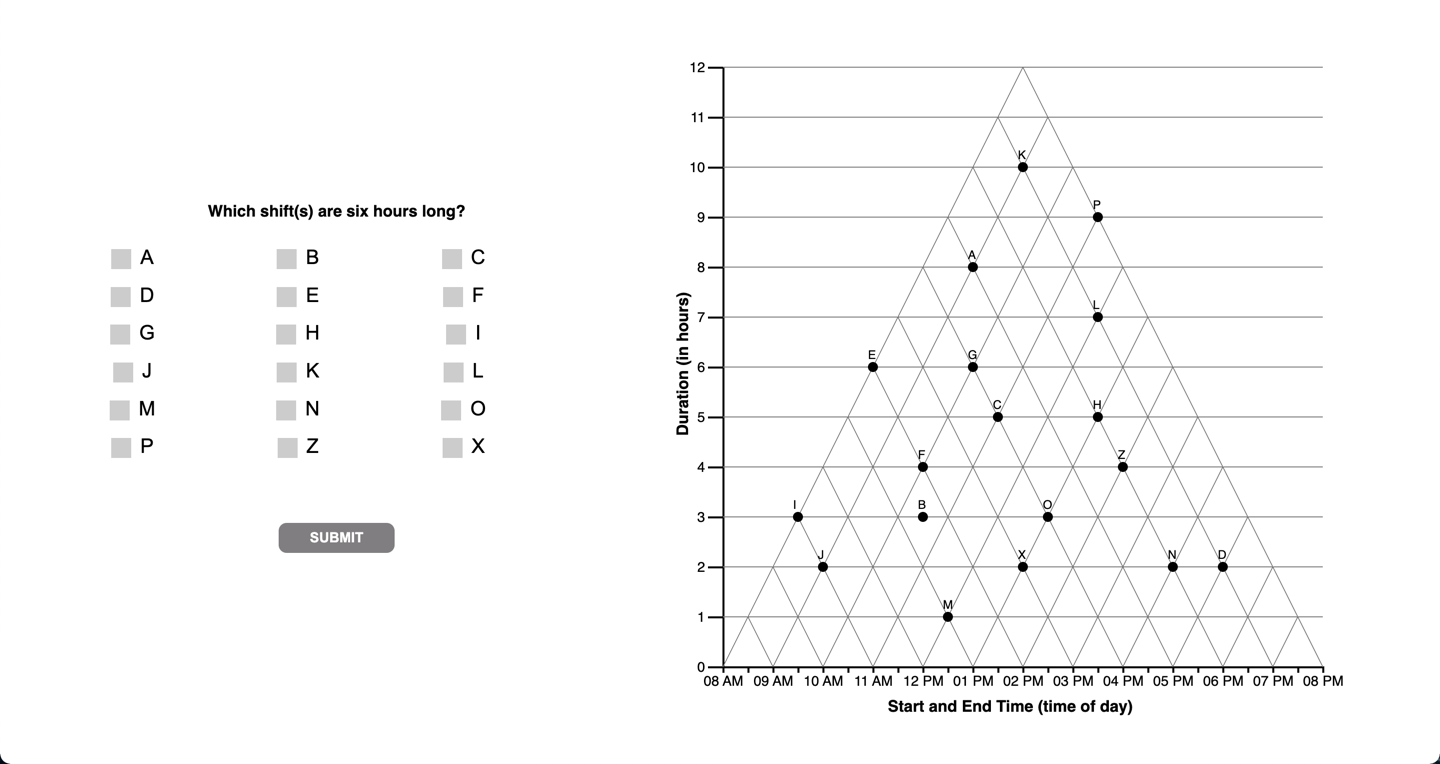 Which shift(s) are six hours long?
A B C
D E F
G H I
J K L
M N O
P Z X
SUBMIT
12
11
K
10
P
9
A
8
L
7
E G
6
C H
5
F Z
4
I B O
3
J X N D
2
M
1
0
Duration (in hours)
08 AM 09 AM 10 AM 11 AM 12 PM 01 PM 02 PM 03 PM 04 PM 05 PM 06 PM 07 PM 08 PM
Start and End Time (time of day)